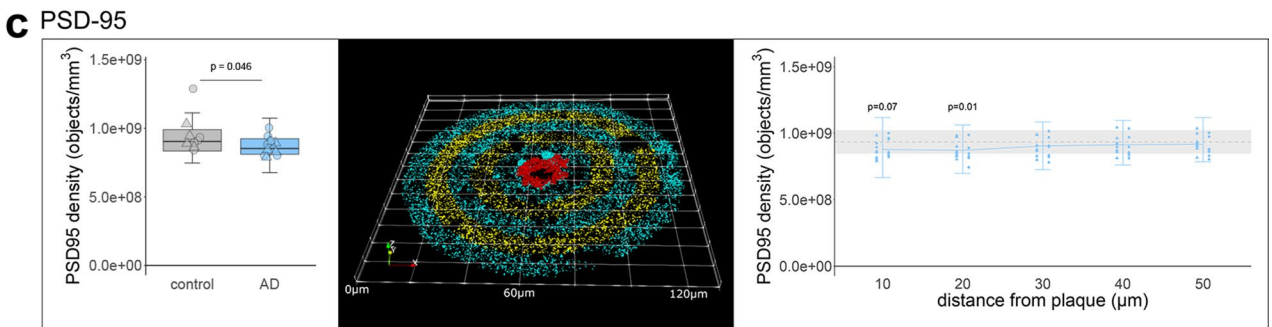 c PSD-95
PSD95 density (objects/mm³)
1.5e+09
1.0e+09
5.0e+08
0.0e+00
p = 0.046
control AD
Z
Y
X
0µm 60µm 120µm
PSD95 density (objects/mm³)
1.5e+09
1.0e+09
5.0e+08
0.0e+00
p=0.07 p=0.01
10 20 30 40 50
distance from plaque (µm)